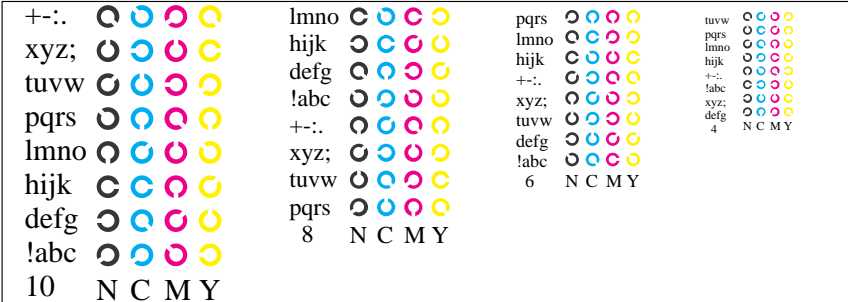 +-:.
xyz;
tuvw
pqrs
lmno
hijk
defg
!abc
10 N C M Y
lmno
hijk
defg
!abc
+-:.
xyz;
tuvw
pqrs
8 N C M Y
pqrs
lmno
hijk
+-:.
xyz;
tuvw
defg
!abc
6 N C M Y
tuvw
pqrs
lmno
hijk
+-:.
!abc
xyz;
defg
4 N C M Y